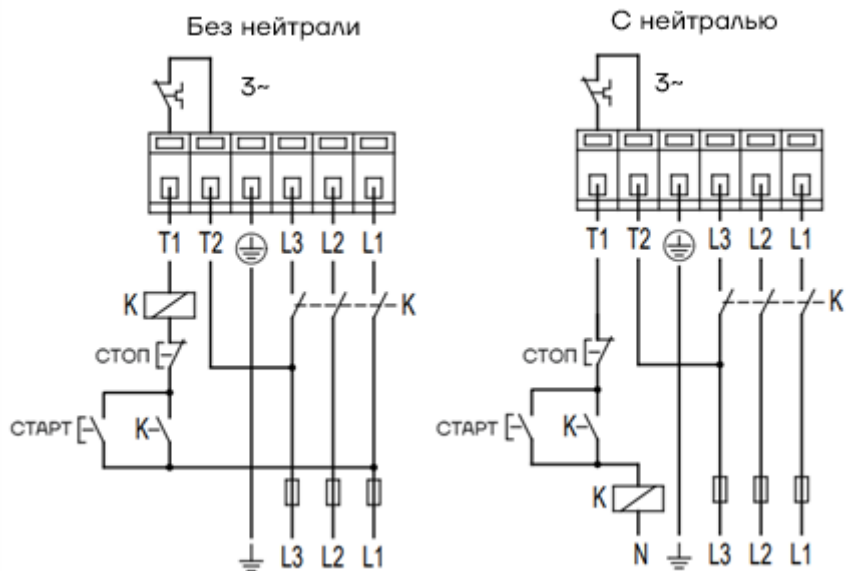 Без нейтрали
С нейтралью
3~
3~
T1 T2 L3 L2 L1
T1 T2 L3 L2 L1
K
K
K
СТОП
СТОП
СТАРТ
K
СТАРТ
K
K
L3 L2 L1
N L3 L2 L1